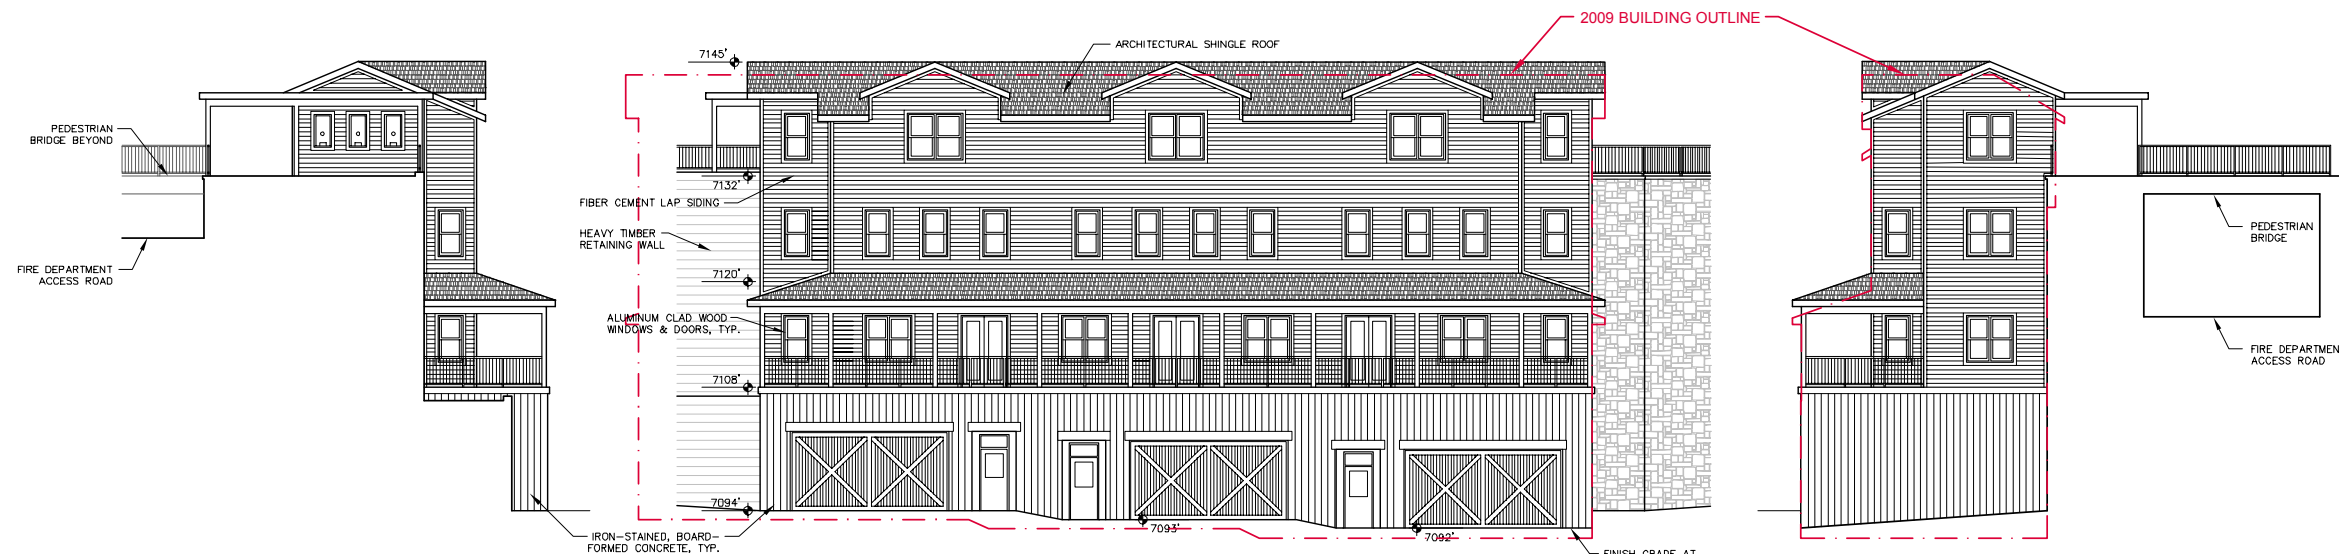 2009 BUILDING OUTLINE
7145'
ARCHITECTURAL SHINGLE ROOF
PEDESTRIAN
BRIDGE BEYOND
7132'
FIBER CEMENT LAP SIDING
HEAVY TIMBER
RETAINING WALL
PEDESTRIAN
BRIDGE
FIRE DEPARTMENT
ACCESS ROAD
7120'
ALUMINUM CLAD WOOD
WINDOWS & DOORS, TYP.
FIRE DEPARTMEN
ACCESS ROAD
7108'
7094'
7093'
7092'
IRON-STAINED, BOARD-
FORMED CONCRETE, TYP.
FINISH GRADE AT